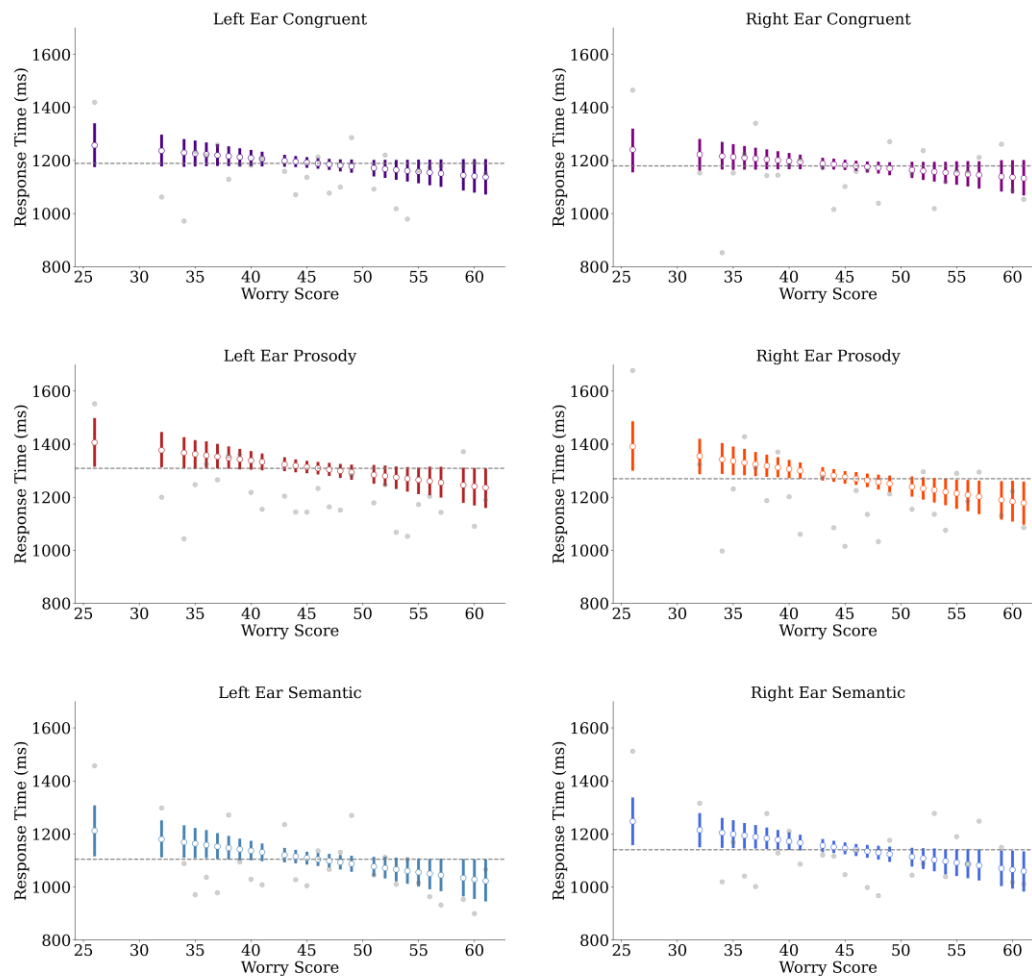 Left Ear Congruent
Response Time (ms)
1600
1400
1200
1000
800
25 30 35 40 45 50 55 60
Worry Score
Right Ear Congruent
Response Time (ms)
1600
1400
1200
1000
800
25 30 35 40 45 50 55 60
Worry Score
Left Ear Prosody
Response Time (ms)
1600
1400
1200
1000
800
25 30 35 40 45 50 55 60
Worry Score
Right Ear Prosody
Response Time (ms)
1600
1400
1200
1000
800
25 30 35 40 45 50 55 60
Worry Score
Left Ear Semantic
Response Time (ms)
1600
1400
1200
1000
800
25 30 35 40 45 50 55 60
Worry Score
Right Ear Semantic
Response Time (ms)
1600
1400
1200
1000
800
25 30 35 40 45 50 55 60
Worry Score